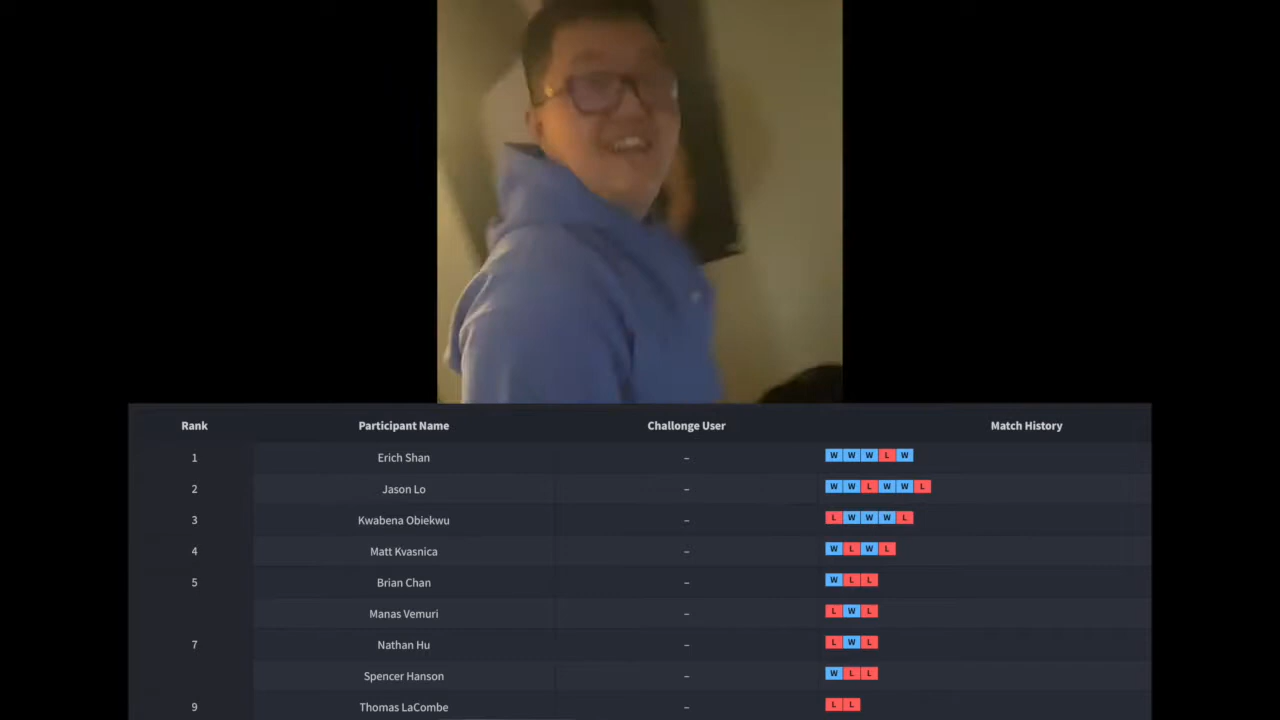 Rank Participant Name Challonge User Match History
1 Erich Shan – W W W L W
2 Jason Lo – W W L W W L
3 Kwabena Obiekwu – L W W W L
4 Matt Kvasnica – W L W L
5 Brian Chan – W L L
Manas Vemuri – L W L
7 Nathan Hu – L W L
Spencer Hanson – W L L
9 Thomas LaCombe L L